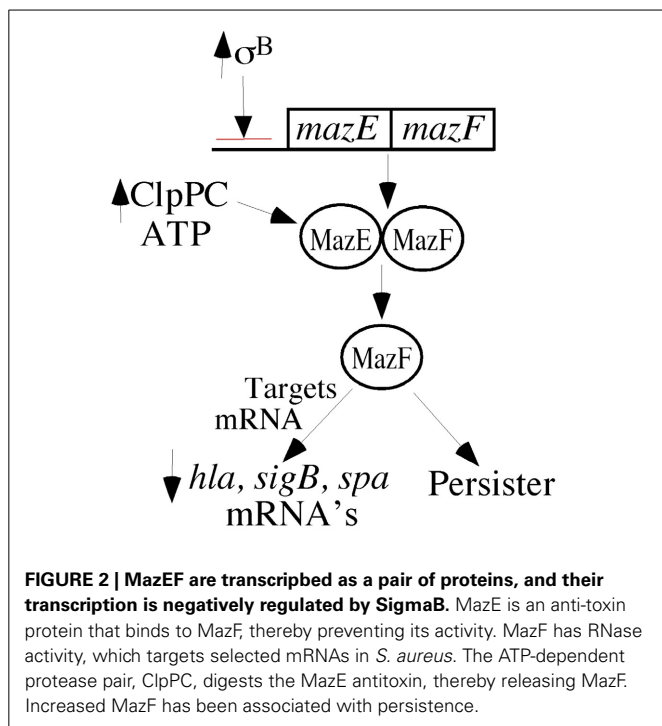 σB
mazE mazF
ClpPC
ATP
MazE MazF
MazF
Targets
mRNA
hla, sigB, spa
mRNA's
Persister
FIGURE 2 | MazEF are transcripbed as a pair of proteins, and their
transcription is negatively regulated by SigmaB. MazE is an anti-toxin
protein that binds to MazF, thereby preventing its activity. MazF has RNase
activity, which targets selected mRNAs in S. aureus. The ATP-dependent
protease pair, ClpPC, digests the MazE antitoxin, thereby releasing MazF.
Increased MazF has been associated with persistence.